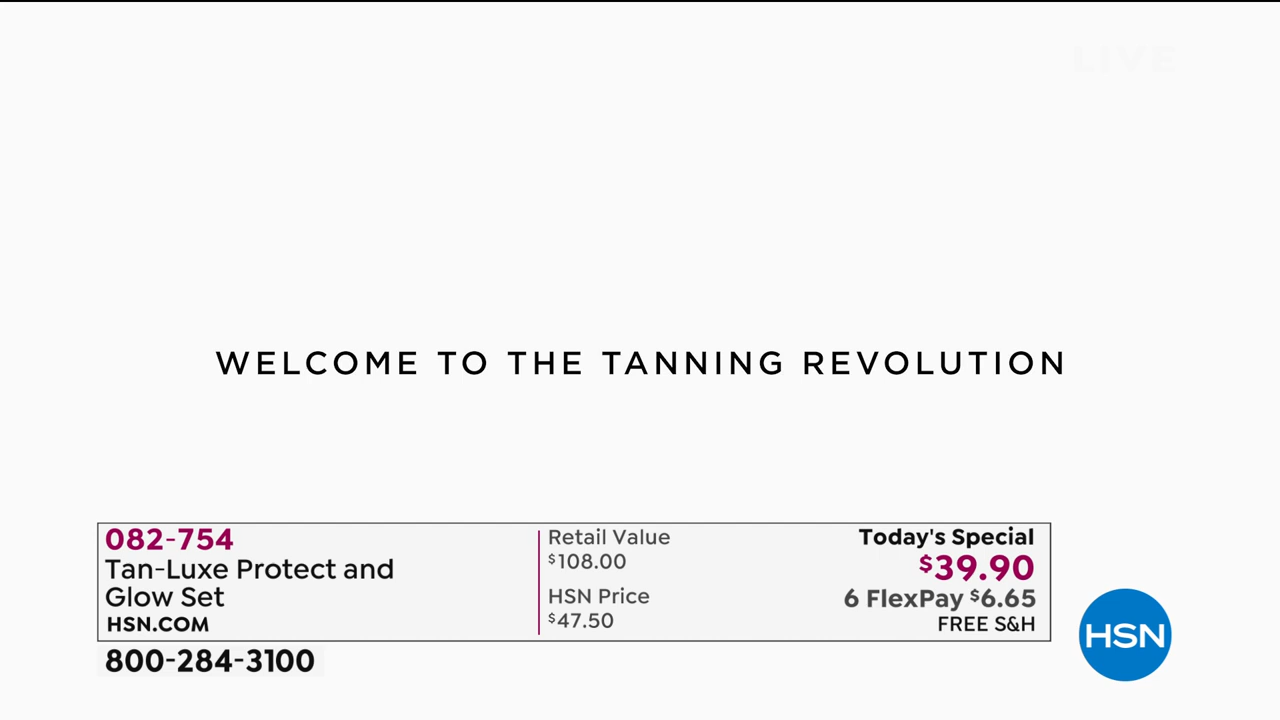 LIVE
WELCOME TO THE TANNING REVOLUTION
082-754
Tan-Luxe Protect and
Glow Set
HSN.COM
Retail Value
$108.00
HSN Price
$47.50
Today's Special
$39.90
6 FlexPay $6.65
FREE S&H
800-284-3100
HSN